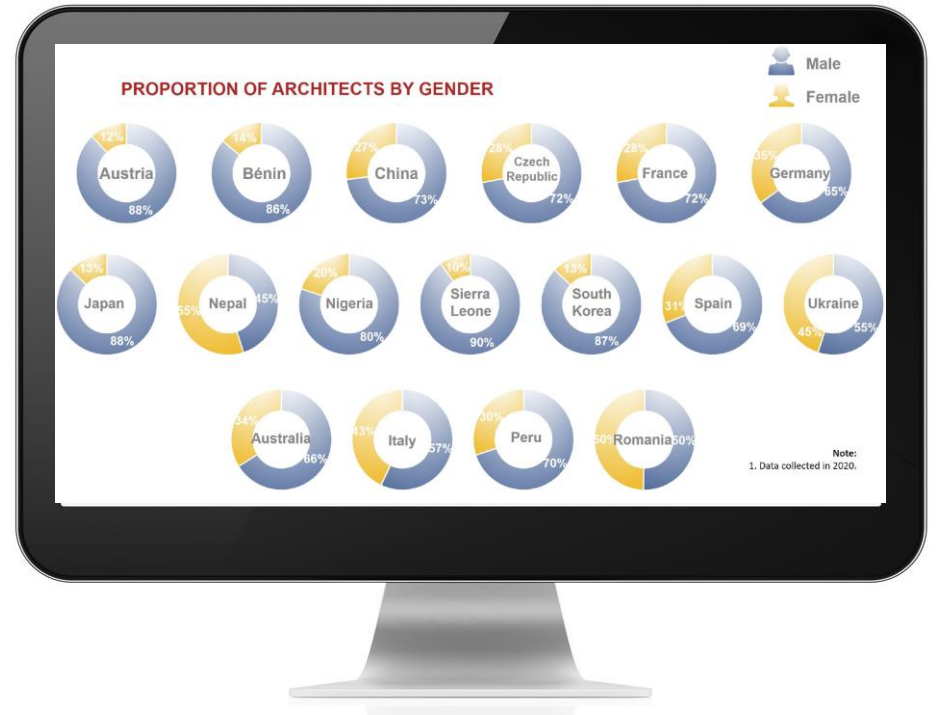 Male
PROPORTION OF ARCHITECTS BY GENDER
Female
12%
Austria
88%
14%
Bénin
86%
27%
China
73%
28%
Czech
Republic
72%
28%
France
72%
35%
Germany
65%
13%
Japan
88%
55%
Nepal
45%
20%
Nigeria
80%
10%
Sierra
Leone
90%
13%
South
Korea
87%
31%
Spain
69%
45%
Ukraine
55%
34%
Australia
66%
43%
Italy
57%
30%
Peru
70%
50%
Romania
50%
Note:
1. Data collected in 2020.